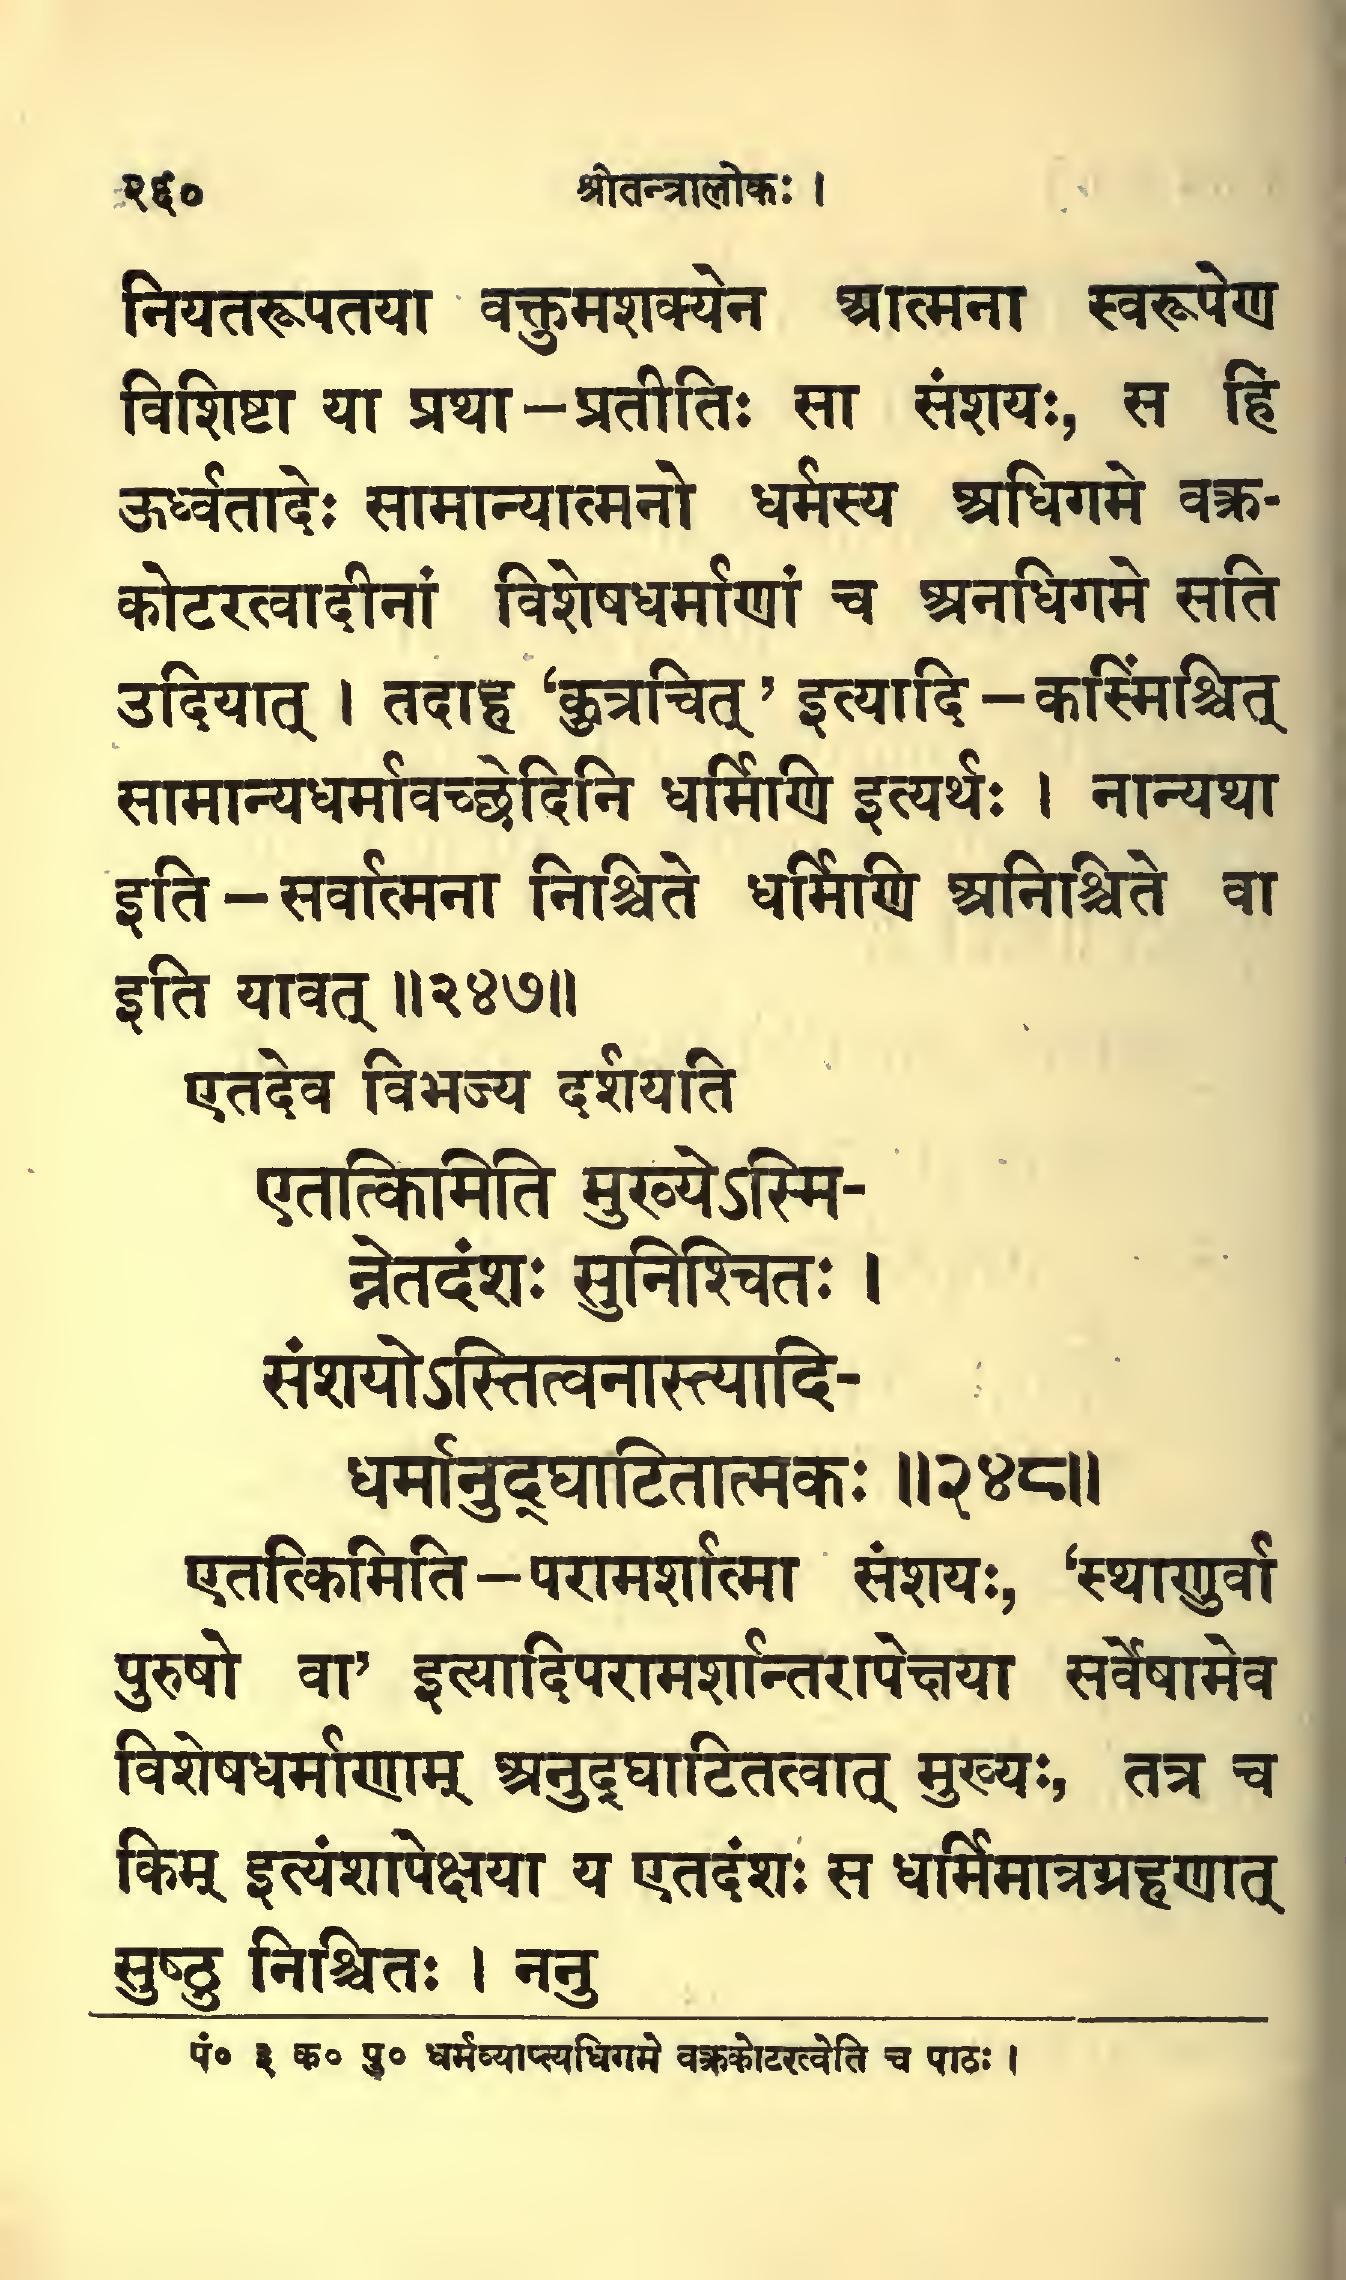 २६०
श्रीतन्त्रालोकः ।
नियतरूपतया वक्तुमशक्येन आत्मना स्वरूपेण
विशिष्टा या प्रथा–प्रतीतिः सा संशयः, स हि
ऊर्ध्वतादेः सामान्यात्मनो धर्मस्य अधिगमे वक्र-
कोटरत्वादीनां विशेषधर्माणां च अनधिगमे सति
उदियात् । तदाह ‘कुत्रचित्’ इत्यादि–कस्मिंश्चित्
सामान्यधर्मावच्छेदिनि धर्मिणि इत्यर्थः । नान्यथा
इति–सर्वात्मना निश्चिते धर्मिणि अनिश्चिते वा
इति यावत् ॥२४७॥
एतदेव विभज्य दर्शयति
एतत्किमिति मुख्येऽस्मि-
न्नेतदंशः सुनिश्चितः ।
संशयोऽस्तित्वनास्त्यादि-
धर्मानुद्घाटितात्मकः ॥२४८॥
एतत्किमिति–परामर्शात्मा संशयः, ‘स्थाणुर्वा
पुरुषो वा’ इत्यादिपरामर्शान्तरापेक्षया सर्वेषामेव
विशेषधर्माणाम् अनुद्घाटितत्वात् मुख्यः, तत्र च
किम् इत्यंशापेक्षया य एतदंशः स धर्मिमात्रग्रहणात्
सुष्ठु निश्चितः । ननु
पं० ३ क० पु० धर्मव्याप्त्यधिगमे वक्रकोटरत्वेति च पाठः ।